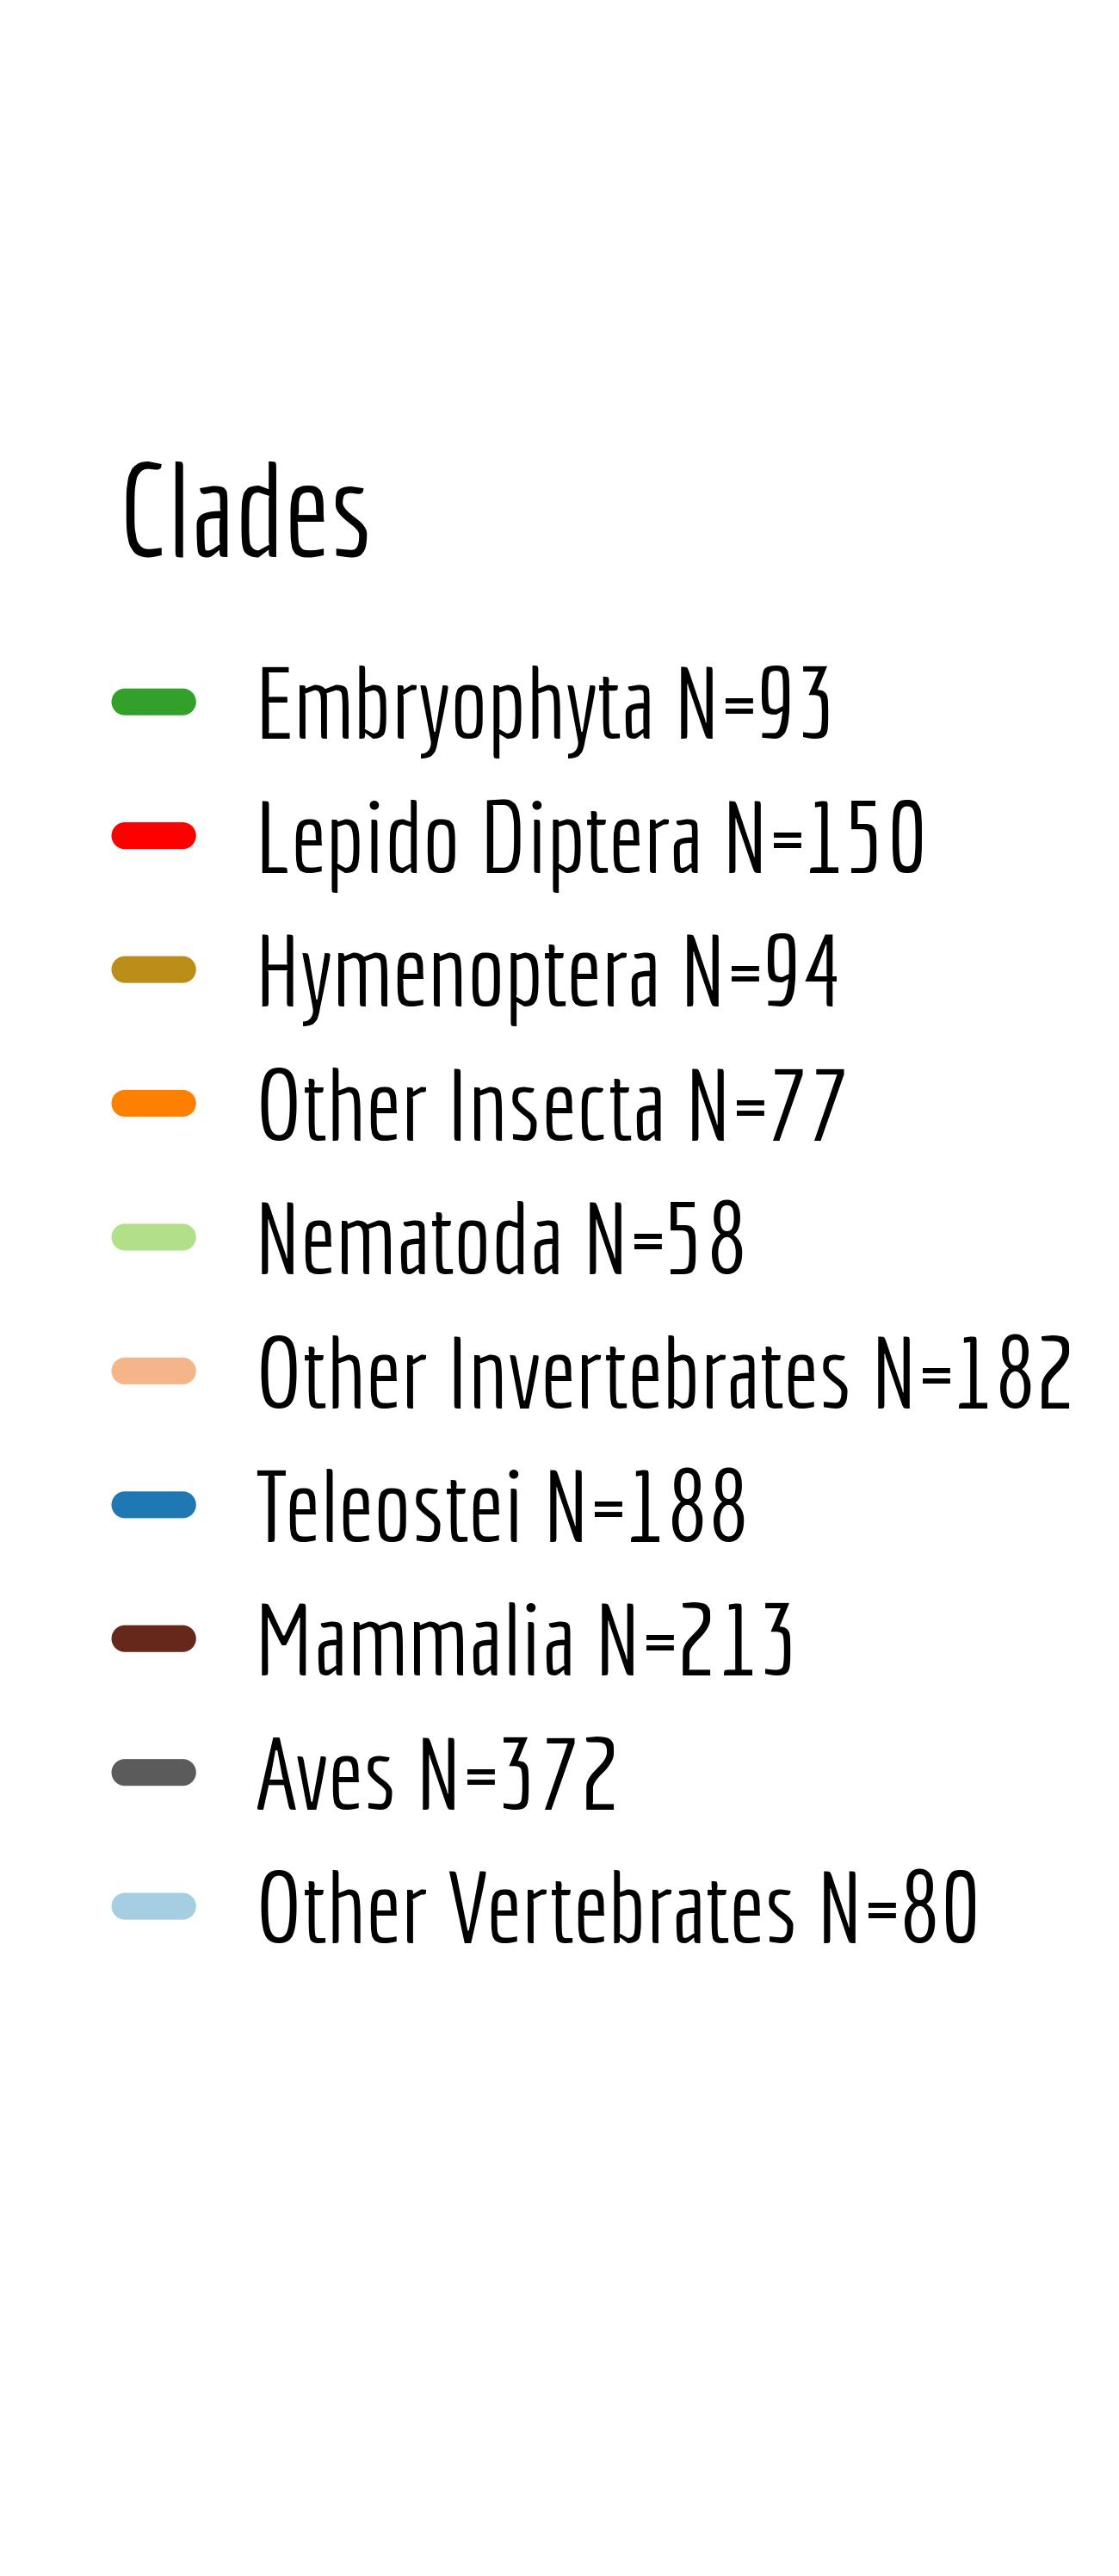 Clades
Embryophyta N=93
Lepido Diptera N=150
Hymenoptera N=94
Other Insecta N=77
Nematoda N=58
Other Invertebrates N=182
Teleostei N=188
Mammalia N=213
Aves N=372
Other Vertebrates N=80